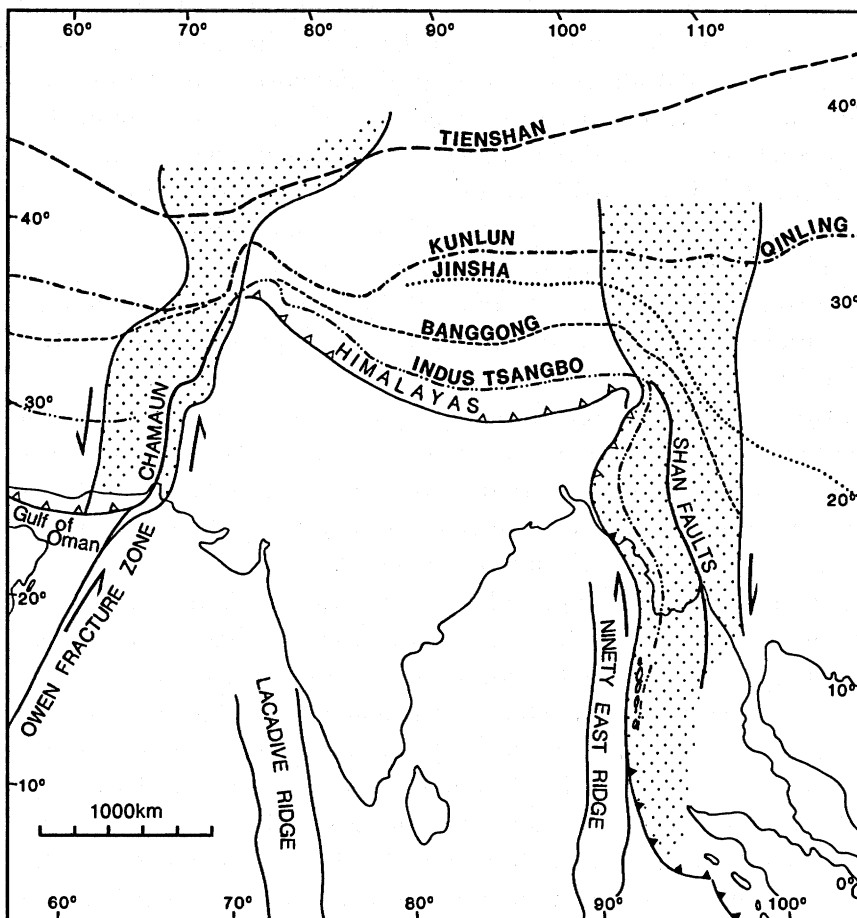 60° 70° 80° 90° 100° 110°
40°
TIENSHAN
40°
KUNLUN
QINLING
JINSHA
30°
BANGGONG
HIMALAYAS
INDUS TSANGBO
30°
CHAMAUN
SHAN FAULTS
20°
Gulf of
Oman
20°
OWEN FRACTURE ZONE
LACADIVE RIDGE
NINETY EAST RIDGE
10°
10°
1000km
0°
60° 70° 80° 90° 100°